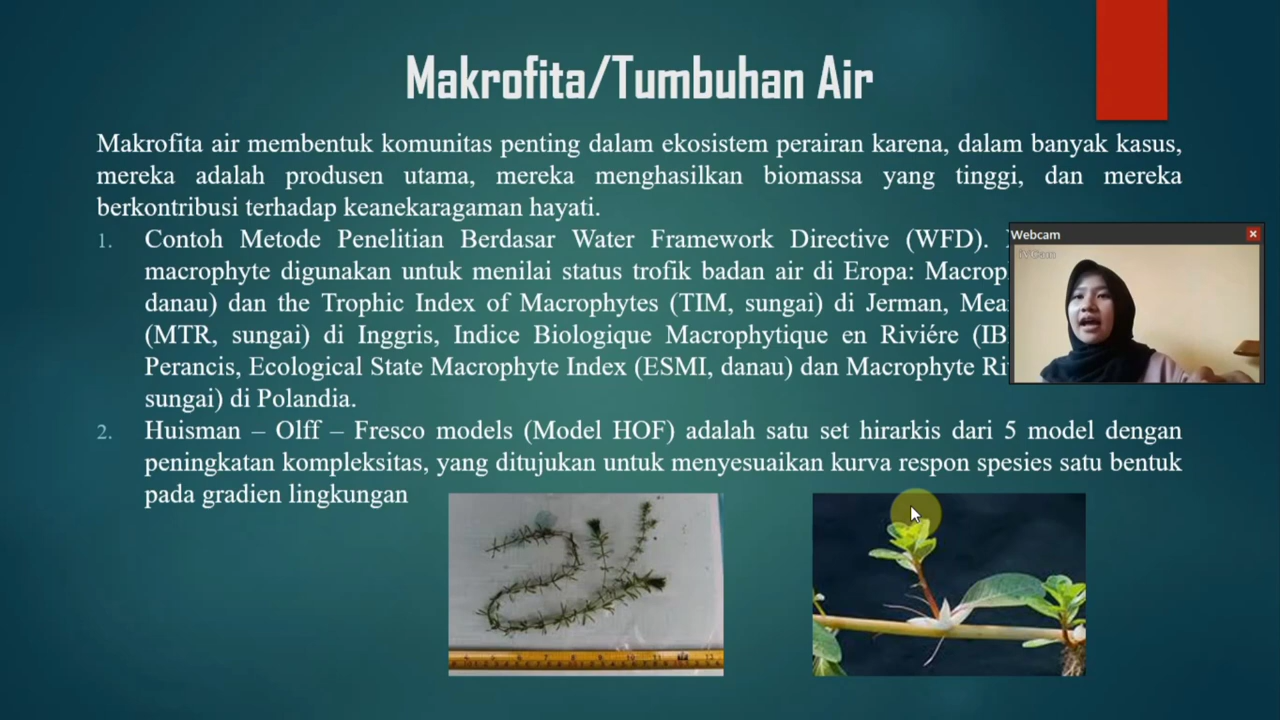 Makrofita/Tumbuhan Air
Makrofita air membentuk komunitas penting dalam ekosistem perairan karena, dalam banyak kasus,
mereka adalah produsen utama, mereka menghasilkan biomassa yang tinggi, dan mereka
berkontribusi terhadap keanekaragaman hayati.
1. Contoh Metode Penelitian Berdasar Water Framework Directive (WFD).
macrophyte digunakan untuk menilai status trofik badan air di Eropa:
danau) dan the Trophic Index of Macrophytes (TIM, sungai) di Jerman,
(MTR, sungai) di Inggris, Indice Biologique Macrophytique en Riviére
Perancis, Ecological State Macrophyte Index (ESMI, danau) dan Macrophyte
sungai) di Polandia.
2. Huisman – Olff – Fresco models (Model HOF) adalah satu set hirarkis dari 5 model dengan
peningkatan kompleksitas, yang ditujukan untuk menyesuaikan kurva respon spesies satu bentuk
pada gradien lingkungan
Webcam